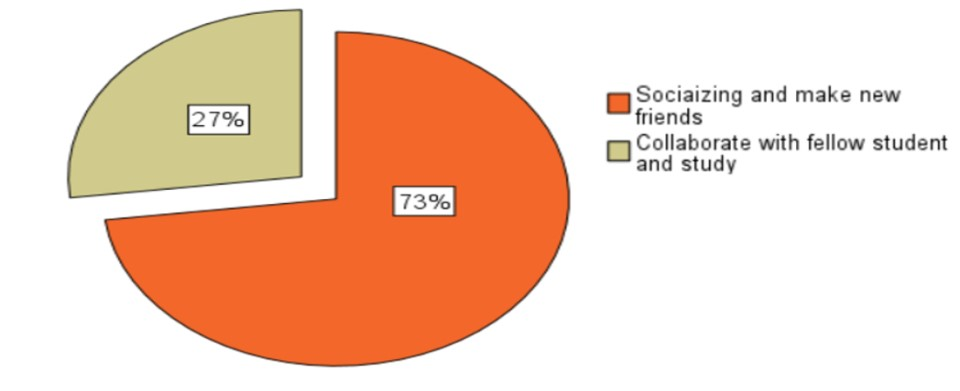 27%
73%
Sociaizing and make new
friends
Collaborate with fellow student
and study